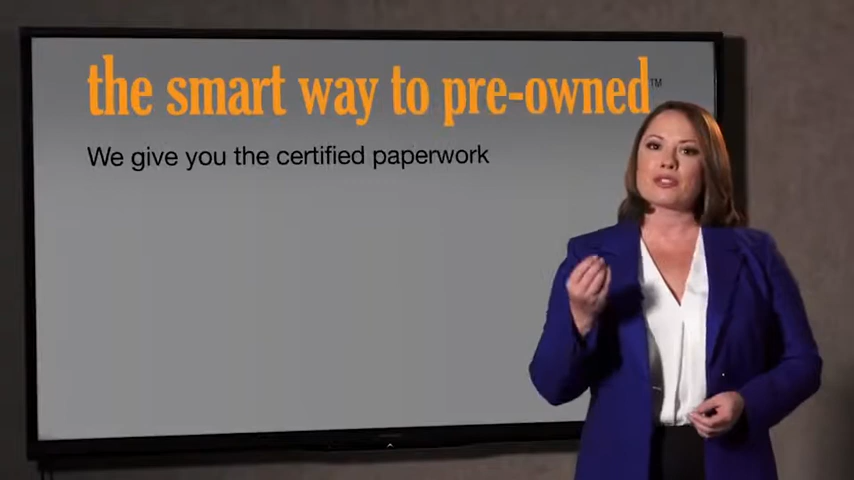 the smart way to pre-owned™
We give you the certified paperwork